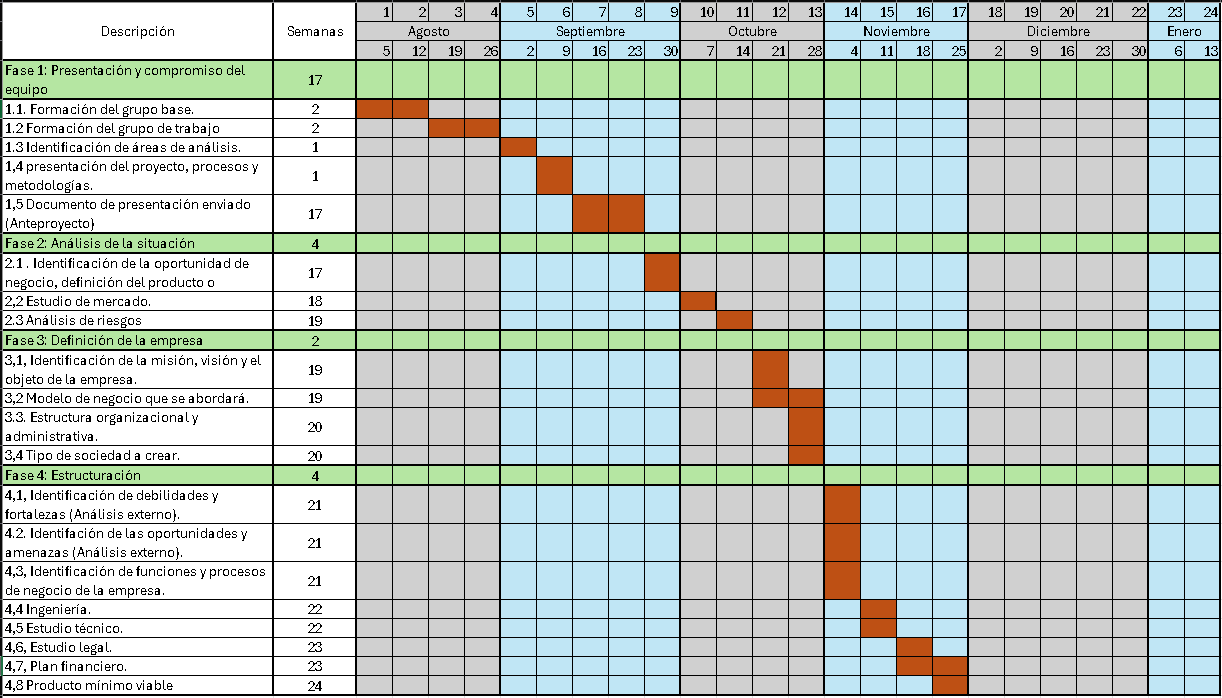 Descripción Semanas 1 2 3 4 5 6 7 8 9 10 11 12 13 14 15 16 17 18 19 20 21 22 23 24
Agosto Septiembre Octubre Noviembre Diciembre Enero
5 12 19 26 2 9 16 23 30 7 14 21 28 4 11 18 25 2 9 16 23 30 6 13
Fase 1: Presentación y compromiso del
equipo 17
1.1. Formación del grupo base. 2
1.2 Formación del grupo de trabajo 2
1.3 Identificación de áreas de análisis. 1
1,4 presentación del proyecto, procesos y
metodologías. 1
1,5 Documento de presentación enviado
(Anteproyecto) 17
Fase 2: Análisis de la situación 4
2.1 . Identificación de la oportunidad de
negocio, definición del producto o 17
2,2 Estudio de mercado. 18
2.3 Análisis de riesgos 19
Fase 3: Definición de la empresa 2
3,1, Identificación de la misión, visión y el
objeto de la empresa. 19
3,2 Modelo de negocio que se abordará. 19
3.3. Estructura organizacional y
administrativa. 20
3,4 Tipo de sociedad a crear. 20
Fase 4: Estructuración 4
4,1, Identificación de debilidades y
fortalezas (Análisis externo). 21
4.2. Identifación de las oportunidades y
amenazas (Análisis externo). 21
4,3, Identificación de funciones y procesos
de negocio de la empresa. 21
4,4 Ingeniería. 22
4,5 Estudio técnico. 22
4,6, Estudio legal. 23
4,7, Plan financiero. 23
4,8 Producto mínimo viable 24